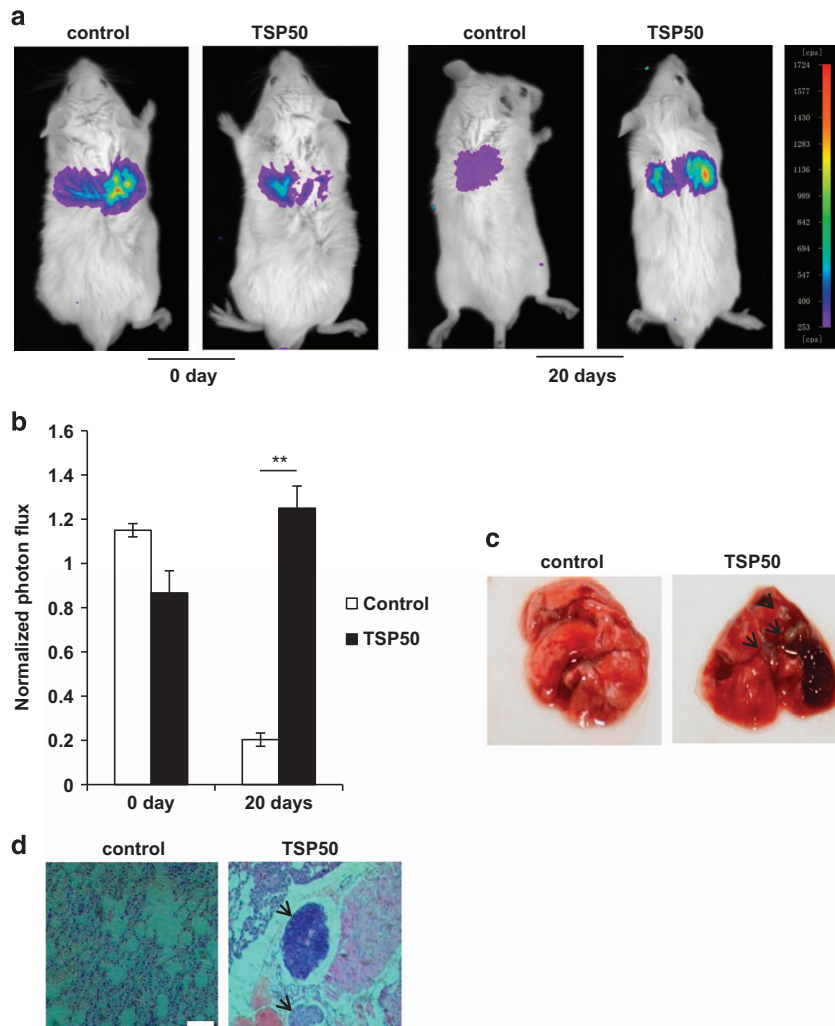 a
control TSP50 control TSP50
[cps]
1724
1577
1430
1283
1136
989
842
694
547
400
253
[cps]
0 day 20 days
b
Normalized photon flux
1.6
1.4
1.2
1
0.8
0.6
0.4
0.2
0
**
Control
TSP50
0 day 20 days
c
control TSP50
d
control TSP50